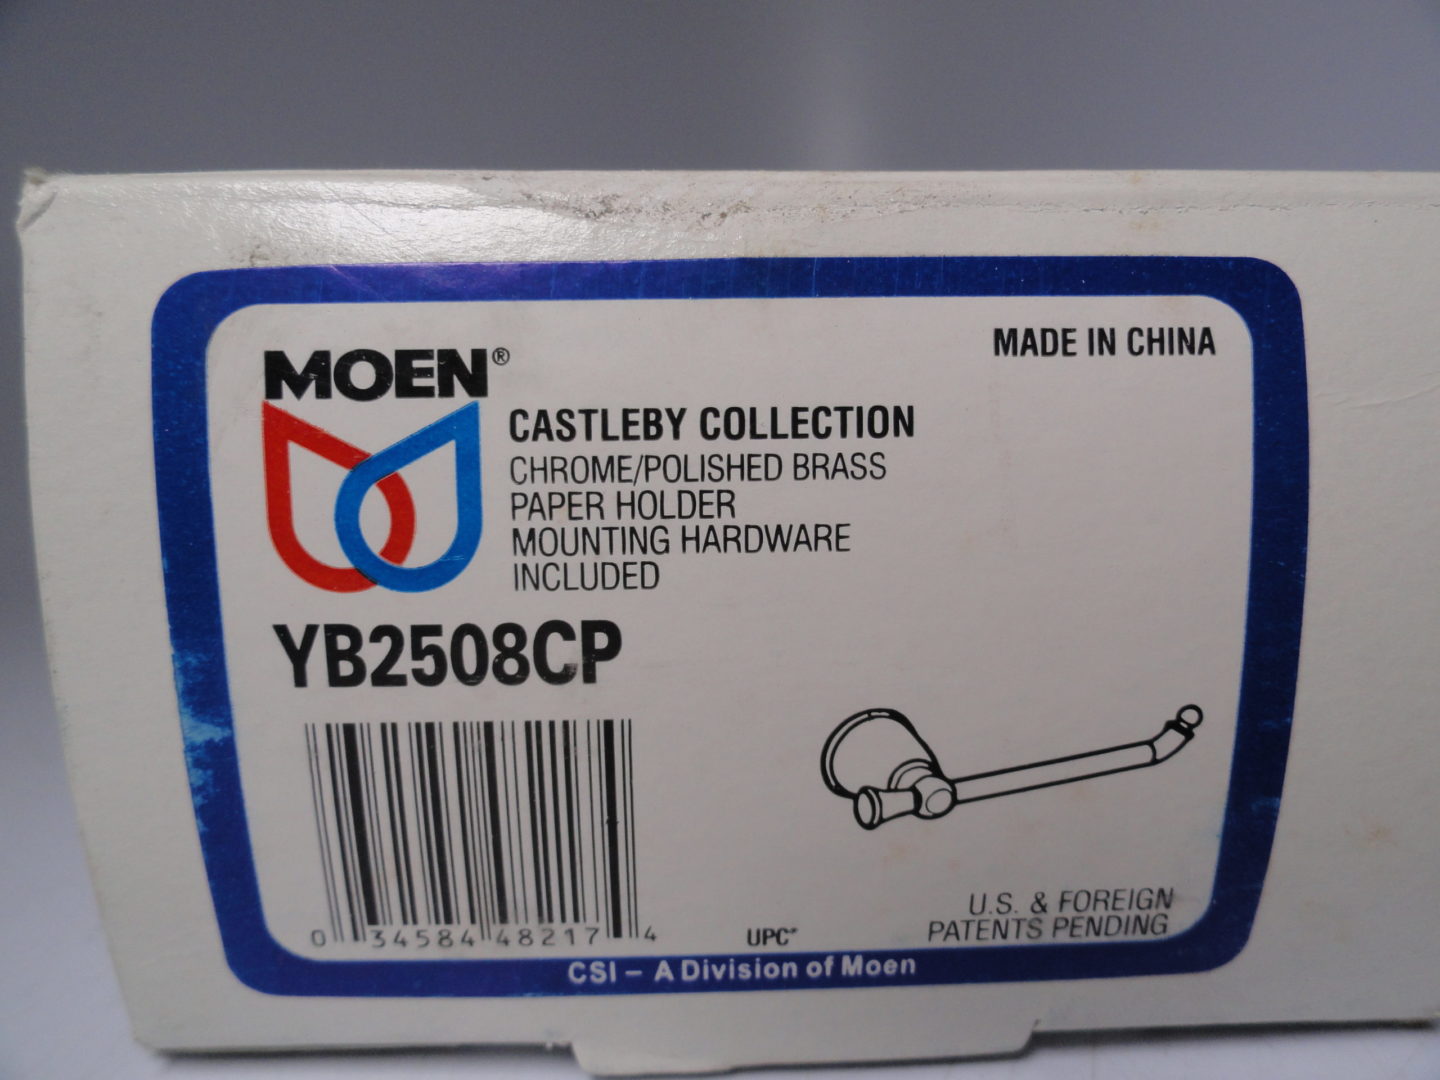 MOEN®
MADE IN CHINA
CASTLEBY COLLECTION
CHROME/POLISHED BRASS
PAPER HOLDER
MOUNTING HARDWARE
INCLUDED
YB2508CP
0 34584 48217 4
UPC*
U.S. & FOREIGN
PATENTS PENDING
CSI – A Division of Moen